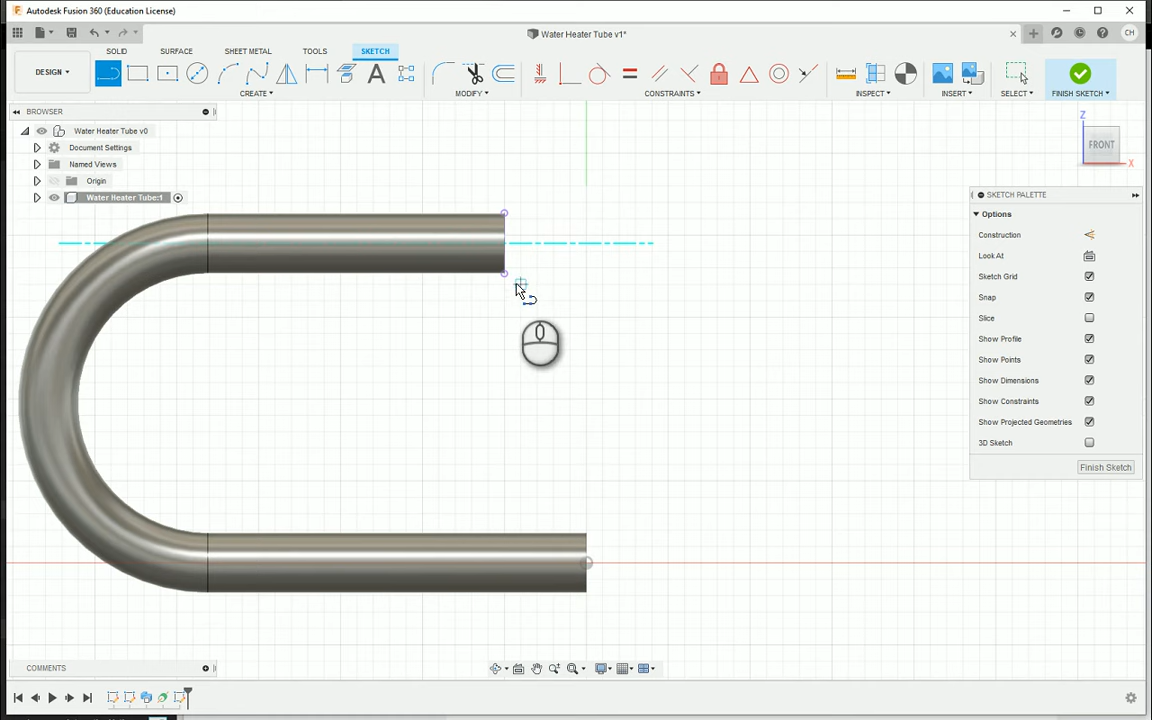 Autodesk Fusion 360 (Education License)
Water Heater Tube v1*
CH
SOLID SURFACE SHEET METAL TOOLS SKETCH
DESIGN
CREATE MODIFY CONSTRAINTS INSPECT INSERT SELECT FINISH SKETCH
BROWSER
Water Heater Tube v0
Document Settings
Named Views
Origin
Water Heater Tube:1
Z
FRONT
X
SKETCH PALETTE
Options
Construction
Look At
Sketch Grid
Snap
Slice
Show Profile
Show Points
Show Dimensions
Show Constraints
Show Projected Geometries
3D Sketch
Finish Sketch
COMMENTS